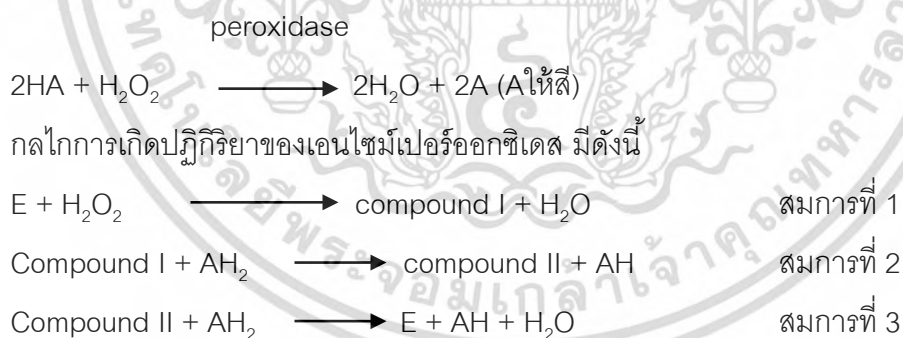 peroxidase
2HA + H₂O₂ ⟶ 2H₂O + 2A (Aให้สี)
กลไกการเกิดปฏิกิริยาของเอนไซม์เปอร์ออกซิเดส มีดังนี้
E + H₂O₂ ⟶ compound I + H₂O สมการที่ 1
Compound I + AH₂ ⟶ compound II + AH สมการที่ 2
Compound II + AH₂ ⟶ E + AH + H₂O สมการที่ 3